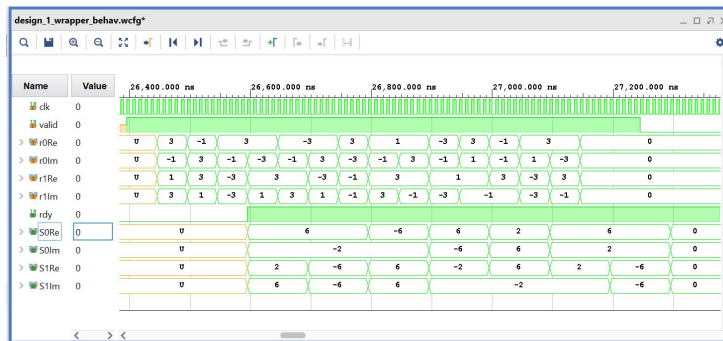 design_1_wrapper_behav.wcfg*
Name Value 26,400.000 ns 26,600.000 ns 26,800.000 ns 27,000.000 ns 27,200.000 ns
clk 0
valid 0
r0Re 0 U 3 -1 3 -3 3 1 -3 3 -1 3 0
r0Im 0 U -1 3 -1 -3 -1 3 -3 -1 3 -1 1 -1 1 -3 0
r1Re 0 U 1 3 -3 3 -3 -1 3 1 3 -3 3 0
r1Im 0 U 3 1 -3 1 3 1 -1 3 -1 -3 -1 -3 -1 0
rdy 0
S0Re 0 U 6 -6 6 2 6 0
S0Im 0 U -2 -6 6 2 0
S1Re 0 U 2 -6 6 -2 6 2 -6 0
S1Im 0 U 6 -6 6 -2 -6 0